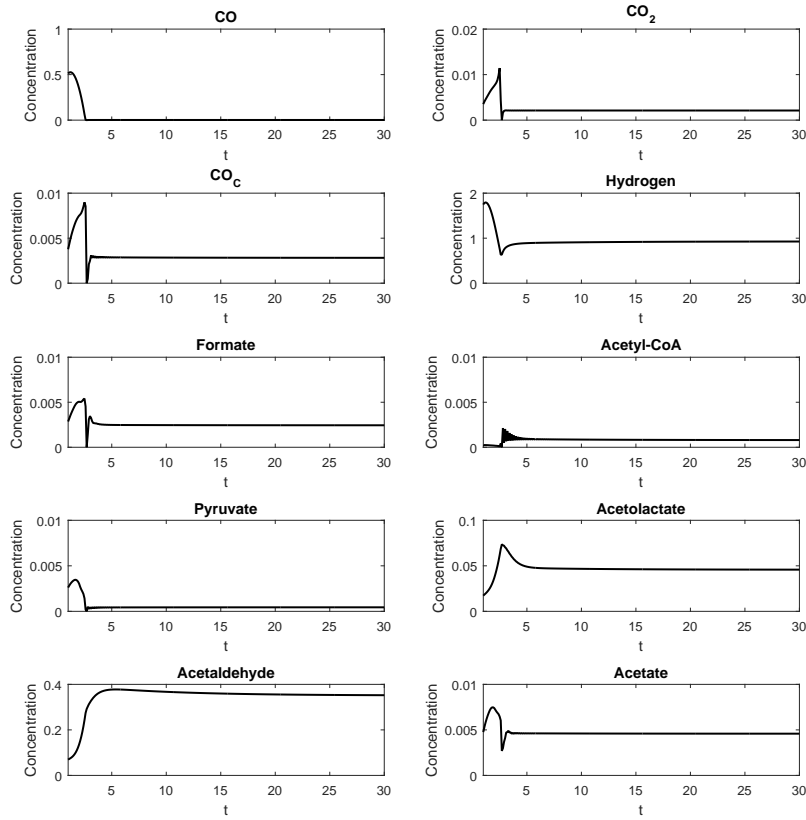 CO
1
0.5
0
Concentration
5 10 15 20 25 30
t
CO2
0.02
0.01
0
Concentration
5 10 15 20 25 30
t
COC
0.01
0.005
0
Concentration
5 10 15 20 25 30
t
Hydrogen
2
1
0
Concentration
5 10 15 20 25 30
t
Formate
0.01
0.005
0
Concentration
5 10 15 20 25 30
t
Acetyl-CoA
0.01
0.005
0
Concentration
5 10 15 20 25 30
t
Pyruvate
0.01
0.005
0
Concentration
5 10 15 20 25 30
t
Acetolactate
0.1
0.05
0
Concentration
5 10 15 20 25 30
t
Acetaldehyde
0.4
0.2
0
Concentration
5 10 15 20 25 30
t
Acetate
0.01
0.005
0
Concentration
5 10 15 20 25 30
t